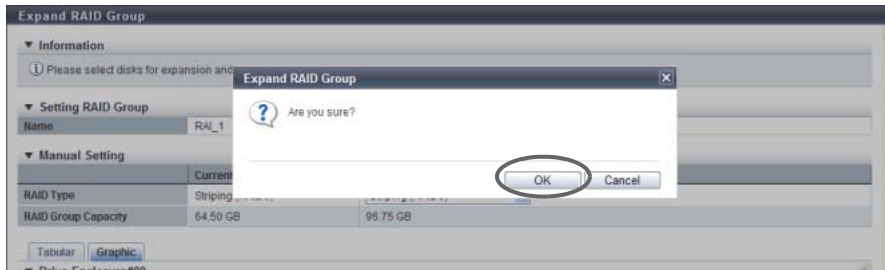 Expand RAID Group
Information
Please select disks for expansion and
Expand RAID Group
Are you sure?
OK Cancel
Setting RAID Group
Name RAI_1
Manual Setting
Current
RAID Type Striping
RAID Group Capacity 64.50 GB 96.75 GB
Tabular Graphic